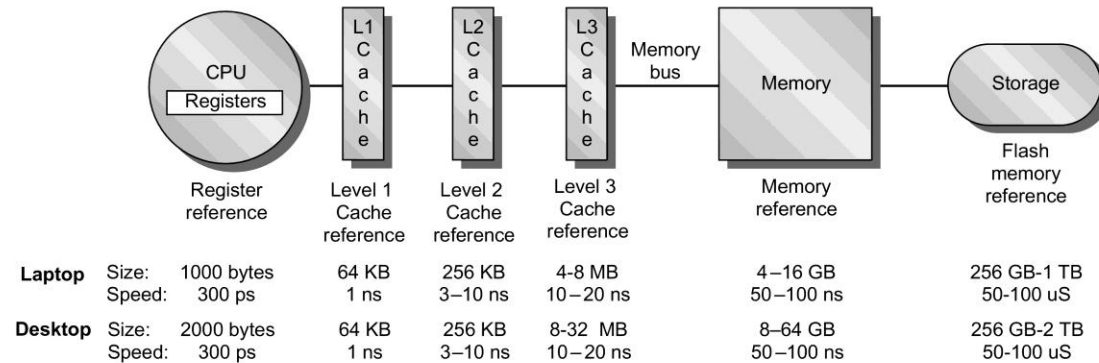 CPU
Registers
L1
C
a
c
h
e
L2
C
a
c
h
e
L3
C
a
c
h
e
Memory
bus
Memory
Storage
Register
reference
Level 1
Cache
reference
Level 2
Cache
reference
Level 3
Cache
reference
Memory
reference
Flash
memory
reference
Laptop Size: 1000 bytes 64 KB 256 KB 4-8 MB 4–16 GB 256 GB-1 TB
Speed: 300 ps 1 ns 3–10 ns 10–20 ns 50–100 ns 50-100 uS
Desktop Size: 2000 bytes 64 KB 256 KB 8-32 MB 8–64 GB 256 GB-2 TB
Speed: 300 ps 1 ns 3–10 ns 10–20 ns 50–100 ns 50-100 uS